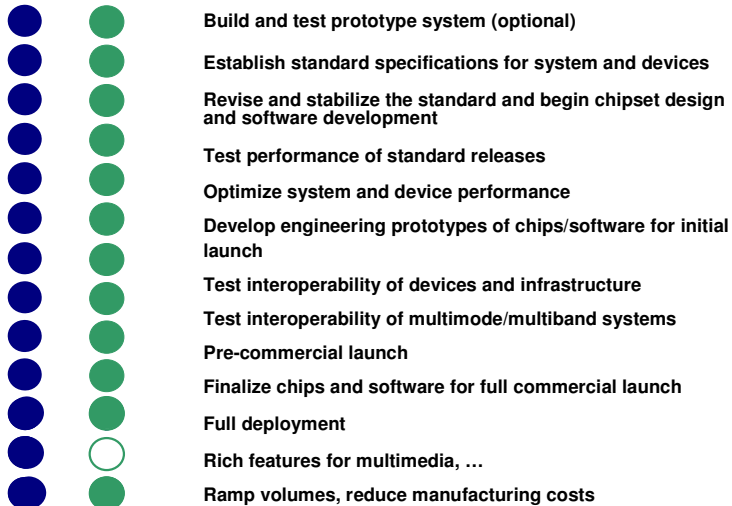 Build and test prototype system (optional)
Establish standard specifications for system and devices
Revise and stabilize the standard and begin chipset design
and software development
Test performance of standard releases
Optimize system and device performance
Develop engineering prototypes of chips/software for initial
launch
Test interoperability of devices and infrastructure
Test interoperability of multimode/multiband systems
Pre-commercial launch
Finalize chips and software for full commercial launch
Full deployment
Rich features for multimedia, …
Ramp volumes, reduce manufacturing costs